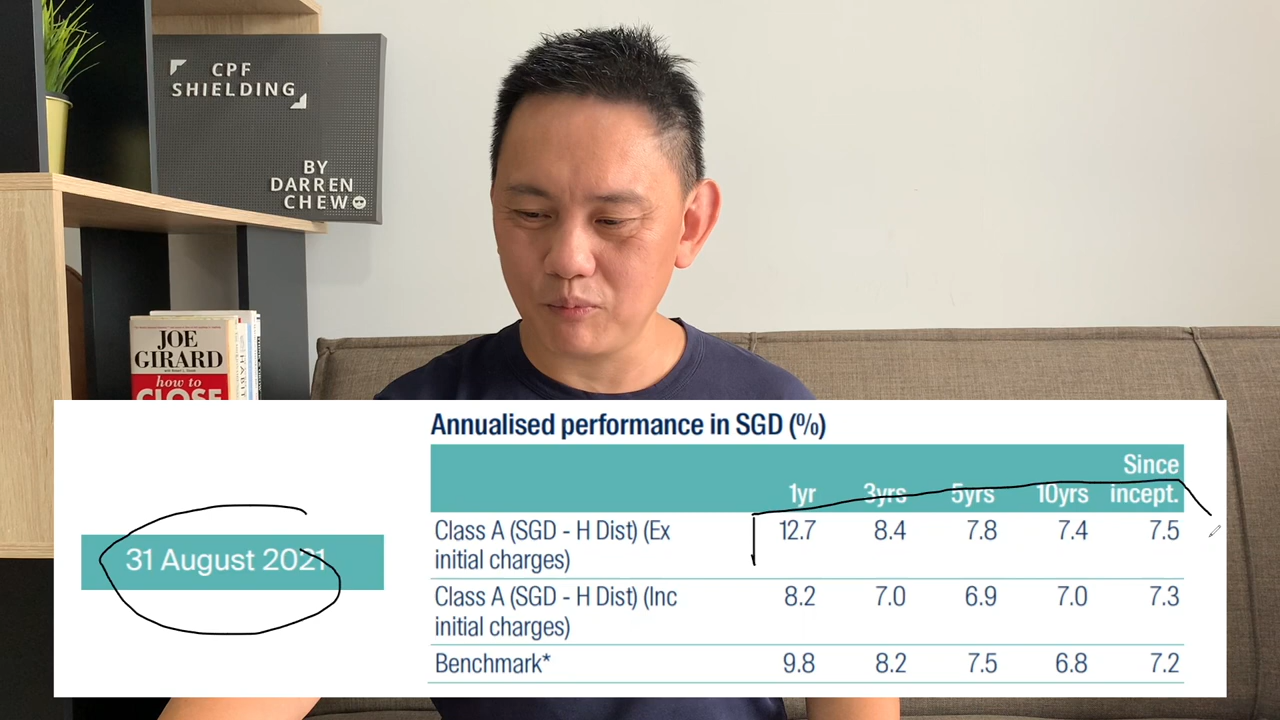 CPF
SHIELDING
BY
DARREN
CHEW
JOE
GIRARD
how to
CLOSE
31 August 2021
Annualised performance in SGD (%)
1yr 3yrs 5yrs 10yrs Since incept.
Class A (SGD - H Dist) (Ex initial charges) 12.7 8.4 7.8 7.4 7.5
Class A (SGD - H Dist) (Inc initial charges) 8.2 7.0 6.9 7.0 7.3
Benchmark* 9.8 8.2 7.5 6.8 7.2